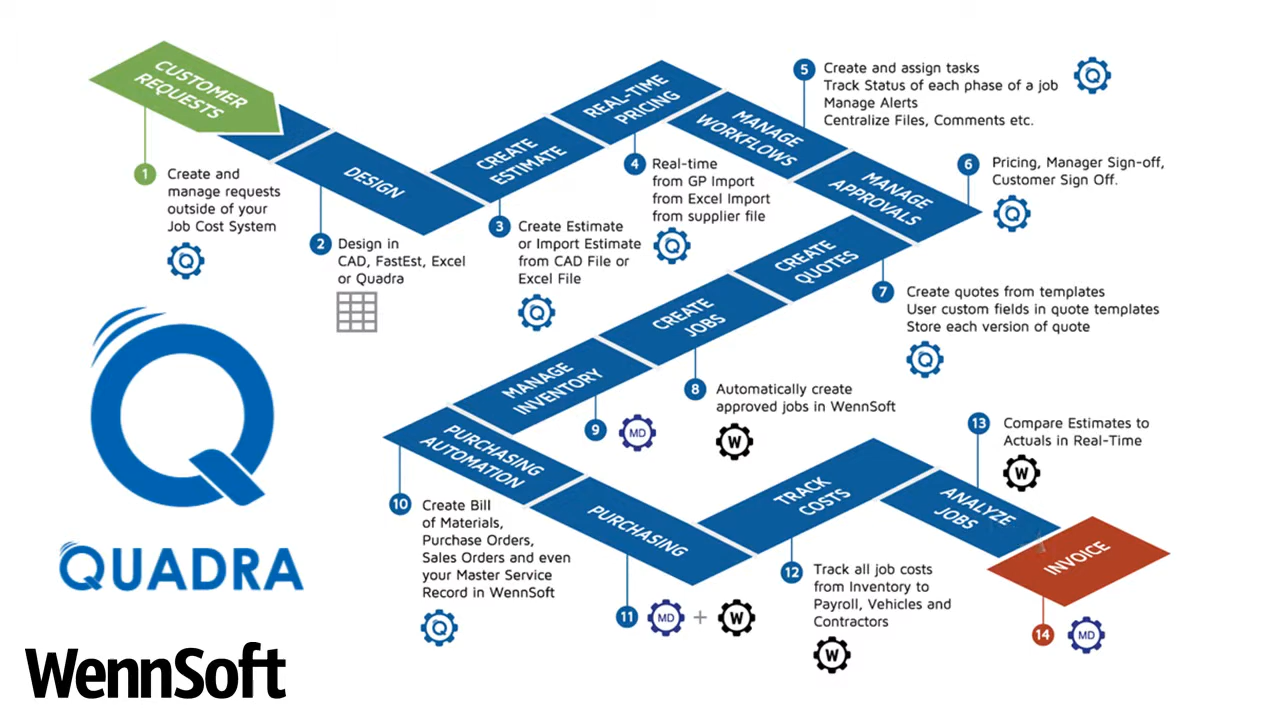 CUSTOMER
REQUESTS
1
Create and
manage requests
outside of your
Job Cost System
Q
DESIGN
2
Design in
CAD, FastEst, Excel
or Quadra
CREATE
ESTIMATE
3
Create Estimate
or Import Estimate
from CAD File or
Excel File
Q
REAL-TIME
PRICING
4
Real-time
from GP Import
from Excel Import
from supplier file
Q
MANAGE
WORKFLOWS
5
Create and assign tasks
Track Status of each phase of a job
Manage Alerts
Centralize Files, Comments etc.
Q
MANAGE
APPROVALS
6
Pricing, Manager Sign-off,
Customer Sign Off.
Q
CREATE
QUOTES
7
Create quotes from templates
User custom fields in quote templates
Store each version of quote
Q
CREATE
JOBS
8
Automatically create
approved jobs in WennSoft
W
MANAGE
INVENTORY
9
MD
PURCHASING
AUTOMATION
10
Create Bill
of Materials,
Purchase Orders,
Sales Orders and even
your Master Service
Record in WennSoft
Q
PURCHASING
11
MD + W
TRACK
COSTS
12
Track all job costs
from Inventory to
Payroll, Vehicles and
Contractors
W
ANALYZE
JOBS
13
Compare Estimates to
Actuals in Real-Time
W
INVOICE
14
MD
Q
QUADRA
WennSoft